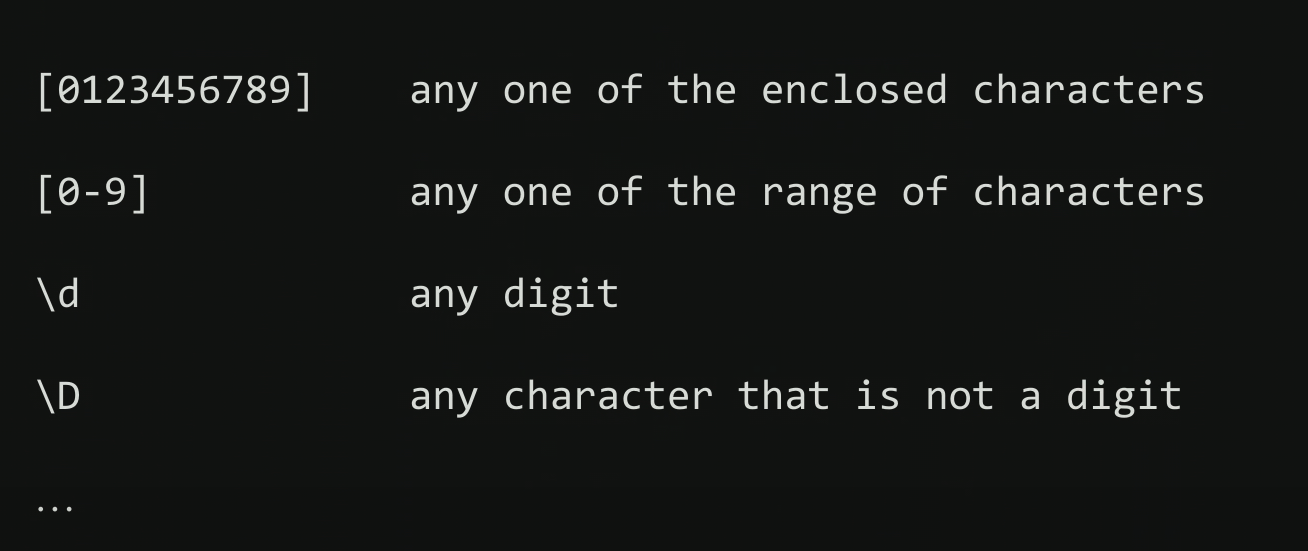 [0123456789] any one of the enclosed characters
[0-9] any one of the range of characters
\d any digit
\D any character that is not a digit
...